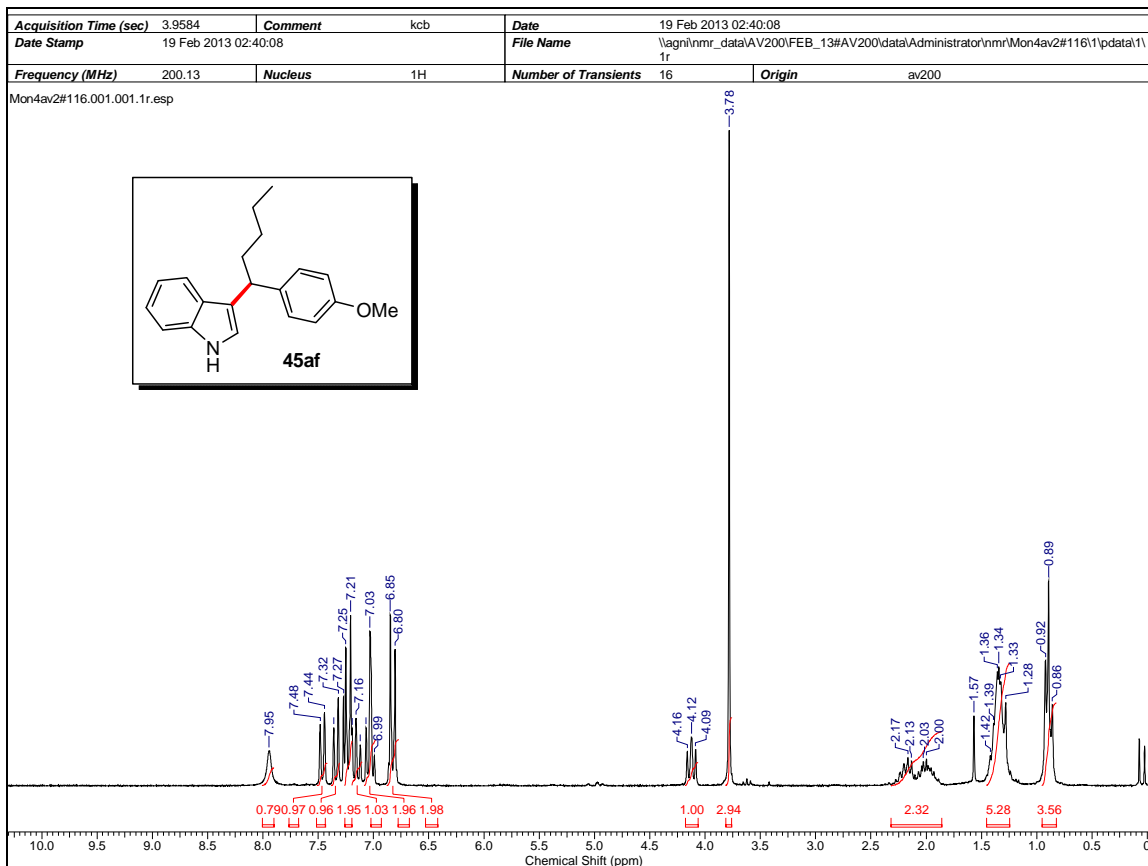 Acquisition Time (sec) 3.9584 Comment kcb Date 19 Feb 2013 02:40:08
Date Stamp 19 Feb 2013 02:40:08 File Name \\agni\nmr_data\AV200\FEB_13#AV200\data\Administrator\nmr\Mon4av2#116\1\pdata\1\
1r
Frequency (MHz) 200.13 Nucleus 1H Number of Transients 16 Origin av200
Mon4av2#116.001.001.1r.esp
OMe
N
H
45af
7.95
7.48
7.44
7.32
7.27
7.25
7.21
7.16
7.03
6.99
6.85
6.80
4.16
4.12
4.09
3.78
2.17
2.13
2.03
2.00
1.57
1.42
1.39
1.36
1.34
1.33
1.28
0.92
0.89
0.86
0.79 0.97 0.96 1.95 1.03 1.96 1.98 1.00 2.94 2.32 5.28 3.56
10.0 9.5 9.0 8.5 8.0 7.5 7.0 6.5 6.0 5.5 5.0 4.5 4.0 3.5 3.0 2.5 2.0 1.5 1.0 0.5
Chemical Shift (ppm)